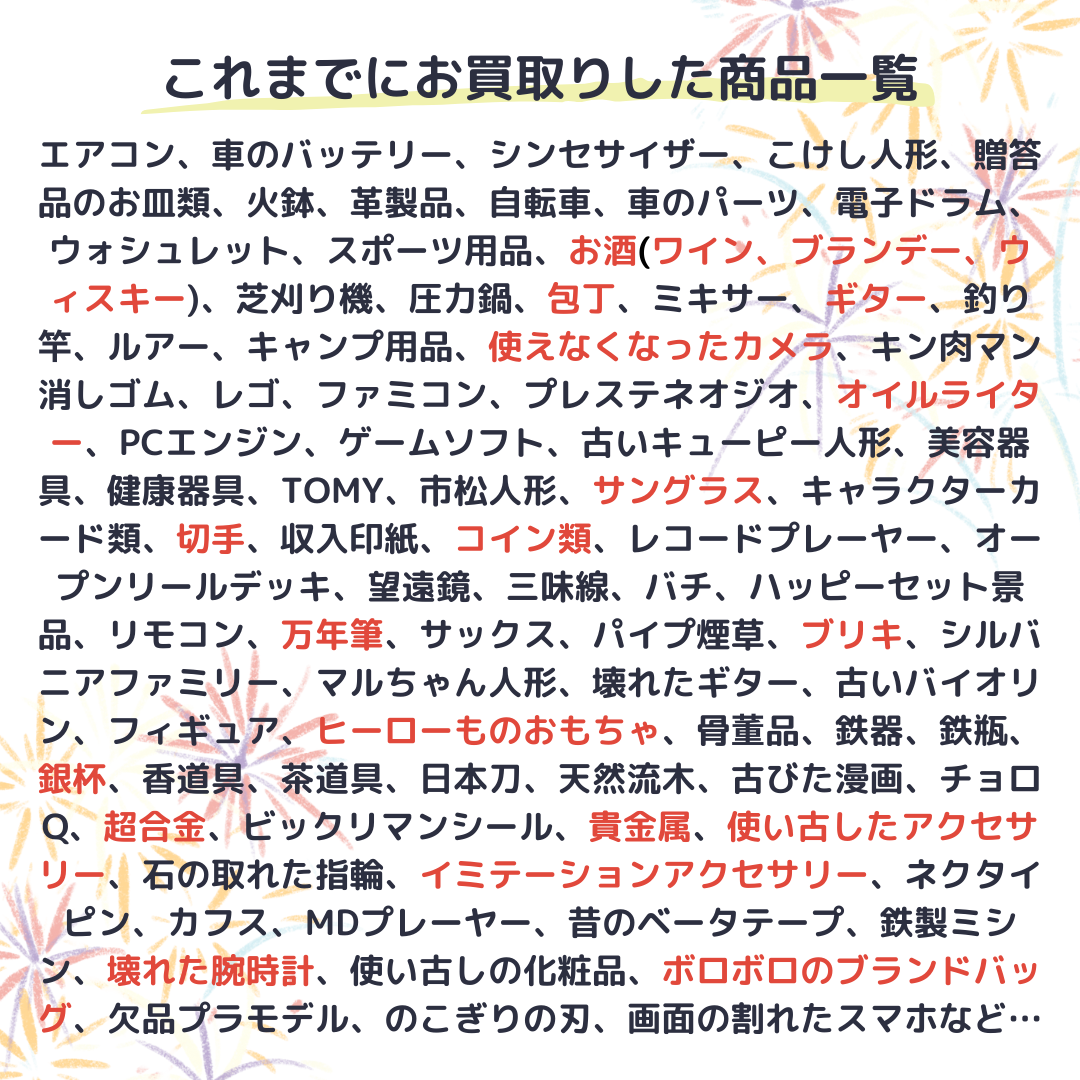 これまでにお買取りした商品一覧
エアコン、車のバッテリー、シンセサイザー、こけし人形、贈答
品のお皿類、火鉢、革製品、自転車、車のパーツ、電子ドラム、
ウォシュレット、スポーツ用品、お酒(ワイン、ブランデー、ウ
ィスキー)、芝刈り機、圧力鍋、包丁、ミキサー、ギター、釣り
竿、ルアー、キャンプ用品、使えなくなったカメラ、キン肉マン
消しゴム、レゴ、ファミコン、プレステネオジオ、オイルライタ
ー、PCエンジン、ゲームソフト、古いキューピー人形、美容器
具、健康器具、TOMY、市松人形、サングラス、キャラクターカ
ード類、切手、収入印紙、コイン類、レコードプレーヤー、オー
プンリールデッキ、望遠鏡、三味線、バチ、ハッピーセット景
品、リモコン、万年筆、サックス、パイプ煙草、ブリキ、シルバ
ニアファミリー、マルちゃん人形、壊れたギター、古いバイオリ
ン、フィギュア、ヒーローものおもちゃ、骨董品、鉄器、鉄瓶、
銀杯、香道具、茶道具、日本刀、天然流木、古びた漫画、チョロ
Q、超合金、ビックリマンシール、貴金属、使い古したアクセサ
リー、石の取れた指輪、イミテーションアクセサリー、ネクタイ
ピン、カフス、MDプレーヤー、昔のベータテープ、鉄製ミシ
ン、壊れた腕時計、使い古しの化粧品、ボロボロのブランドバッ
グ、欠品プラモデル、のこぎりの刃、画面の割れたスマホなど…